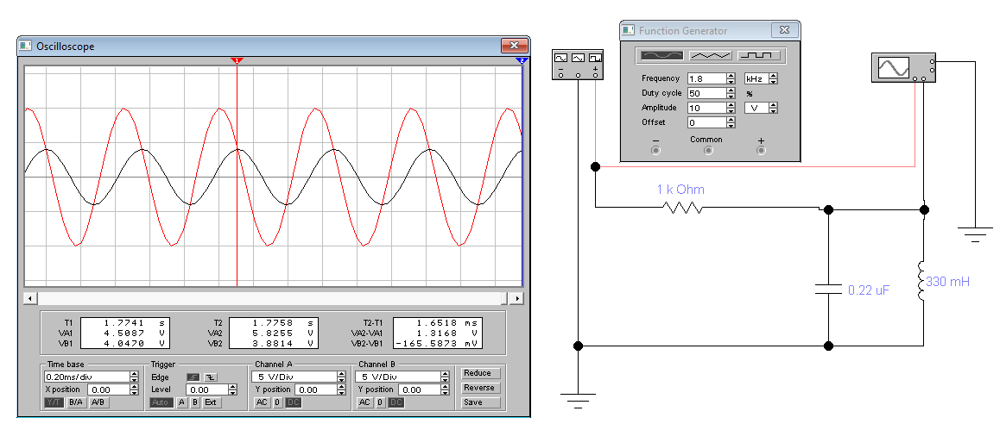 Oscilloscope
1
2
T1 1.7741 s T2 1.7758 s T2-T1 1.6518 ms
VA1 4.5087 V VA2 5.8255 V VA2-VA1 1.3168 V
VB1 4.0470 V VB2 3.8814 V VB2-VB1 -165.5873 mV
Time base Trigger Channel A Channel B
0.20ms/div Edge 5 V/Div 5 V/Div Reduce
X position 0.00 Level 0.00 Y position 0.00 Y position 0.00 Reverse
Y/T B/A A/B Auto A B Ext AC 0 DC AC 0 DC Save
Function Generator
Frequency 1.8 kHz
Duty cycle 50 %
Amplitude 10 V
Offset 0
− Common +
− +
1 k Ohm
0.22 uF
330 mH